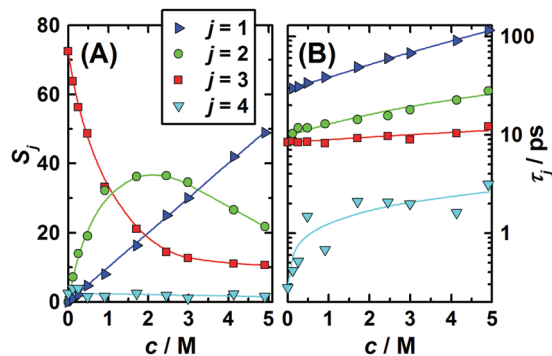 80
60
40
20
0
S_j
(A)
j = 1
j = 2
j = 3
j = 4
0 1 2 3 4 5
c / M
(B)
100
10
1
τ_j / ps
0 1 2 3 4 5
c / M